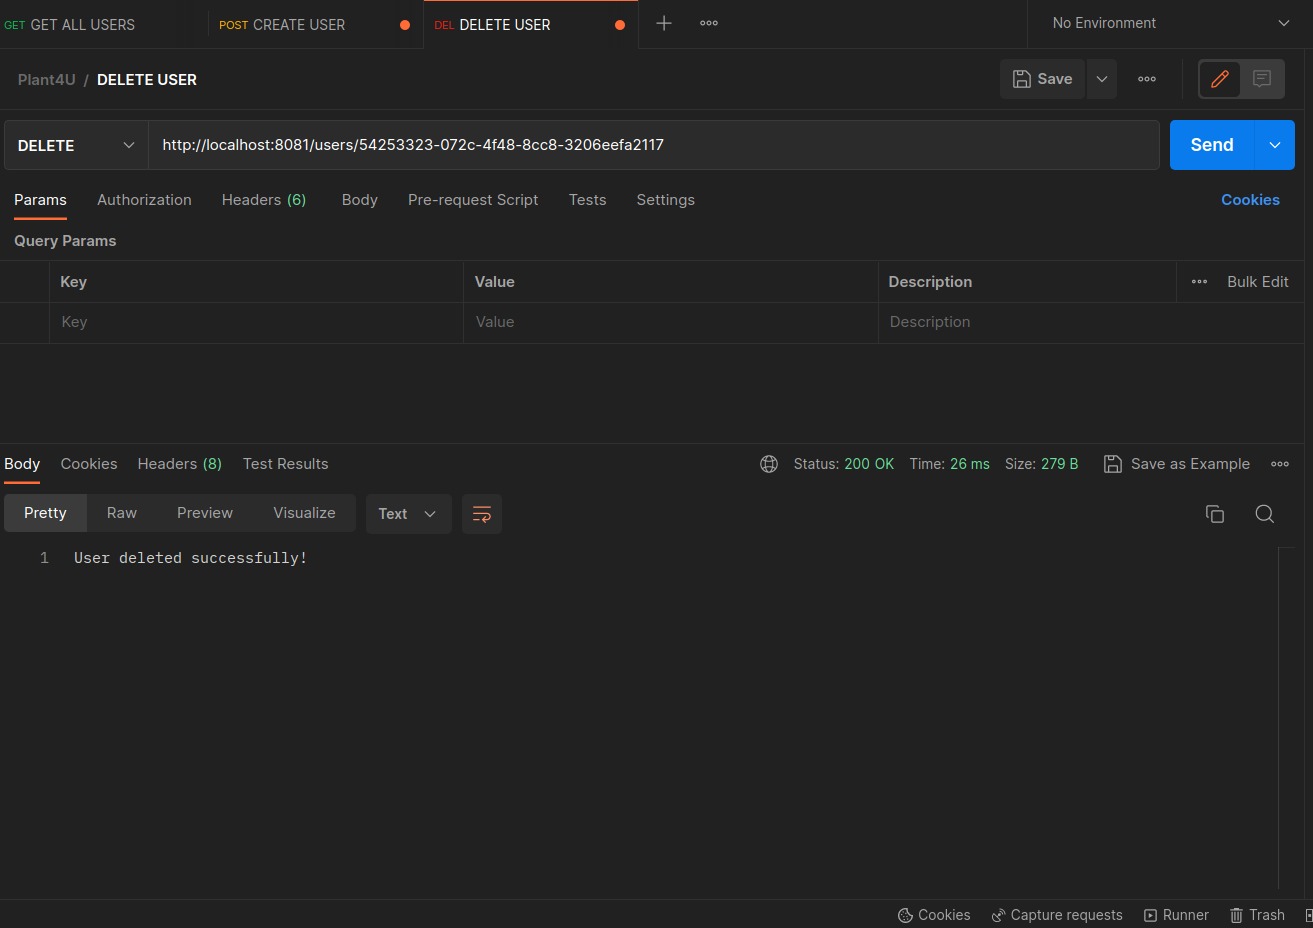 GET GET ALL USERS POST CREATE USER DEL DELETE USER No Environment
Plant4U / DELETE USER Save
DELETE http://localhost:8081/users/54253323-072c-4f48-8cc8-3206eefa2117 Send
Params Authorization Headers (6) Body Pre-request Script Tests Settings Cookies
Query Params
Key Value Description Bulk Edit
Key Value Description
Body Cookies Headers (8) Test Results Status: 200 OK Time: 26 ms Size: 279 B Save as Example
Pretty Raw Preview Visualize Text
1 User deleted successfully!
Cookies Capture requests Runner Trash